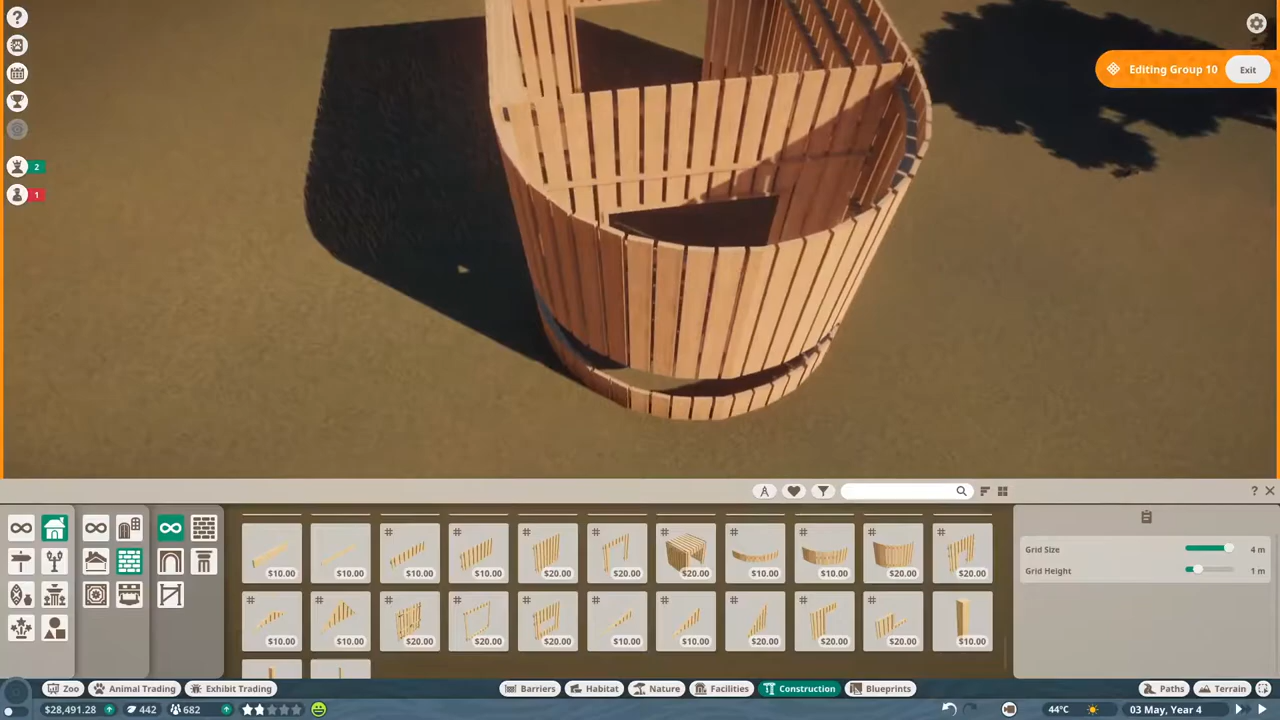 ?
Editing Group 10 Exit
2
1
? ×
$10.00 $10.00 $10.00 $10.00 $20.00 $20.00 $20.00 $10.00 $10.00 $20.00 $20.00
Grid Size 4 m
Grid Height 1 m
$10.00 $10.00 $20.00 $20.00 $20.00 $10.00 $10.00 $20.00 $20.00 $20.00 $10.00
Zoo Animal Trading Exhibit Trading Barriers Habitat Nature Facilities Construction Blueprints Paths Terrain
$28,491.28 442 682 44°C 03 May, Year 4